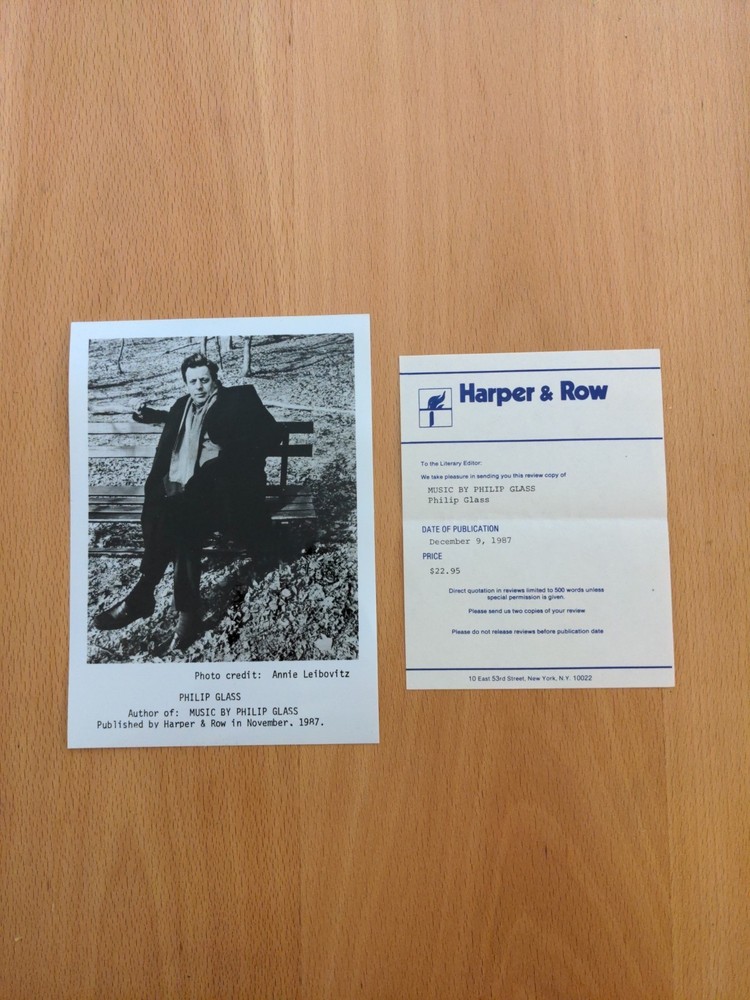 Photo credit: Annie Leibovitz
PHILIP GLASS
Author of: MUSIC BY PHILIP GLASS
Published by Harper & Row in November, 1987.
Harper & Row
To the Literary Editor:
We take pleasure in sending you this review copy of
MUSIC BY PHILIP GLASS
Philip Glass
DATE OF PUBLICATION
December 9, 1987
PRICE
$22.95
Direct quotation in reviews limited to 500 words unless
special permission is given.
Please send us two copies of your review
Please do not release reviews before publication date
10 East 53rd Street, New York, N.Y. 10022